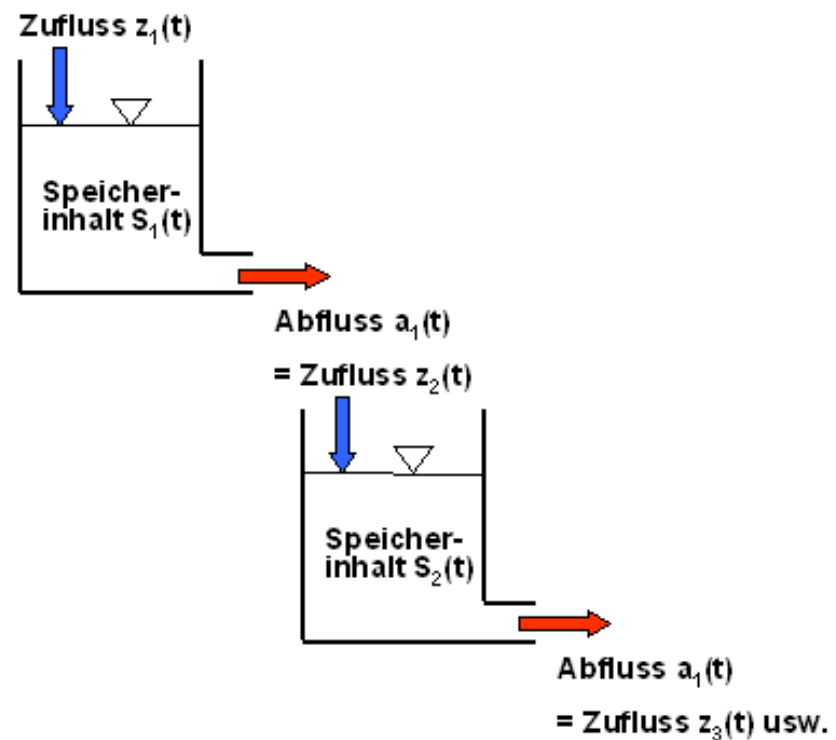 Zufluss z₁(t)
Speicher-
inhalt S₁(t)
Abfluss a₁(t)
= Zufluss z₂(t)
Speicher-
inhalt S₂(t)
Abfluss a₁(t)
= Zufluss z₃(t) usw.